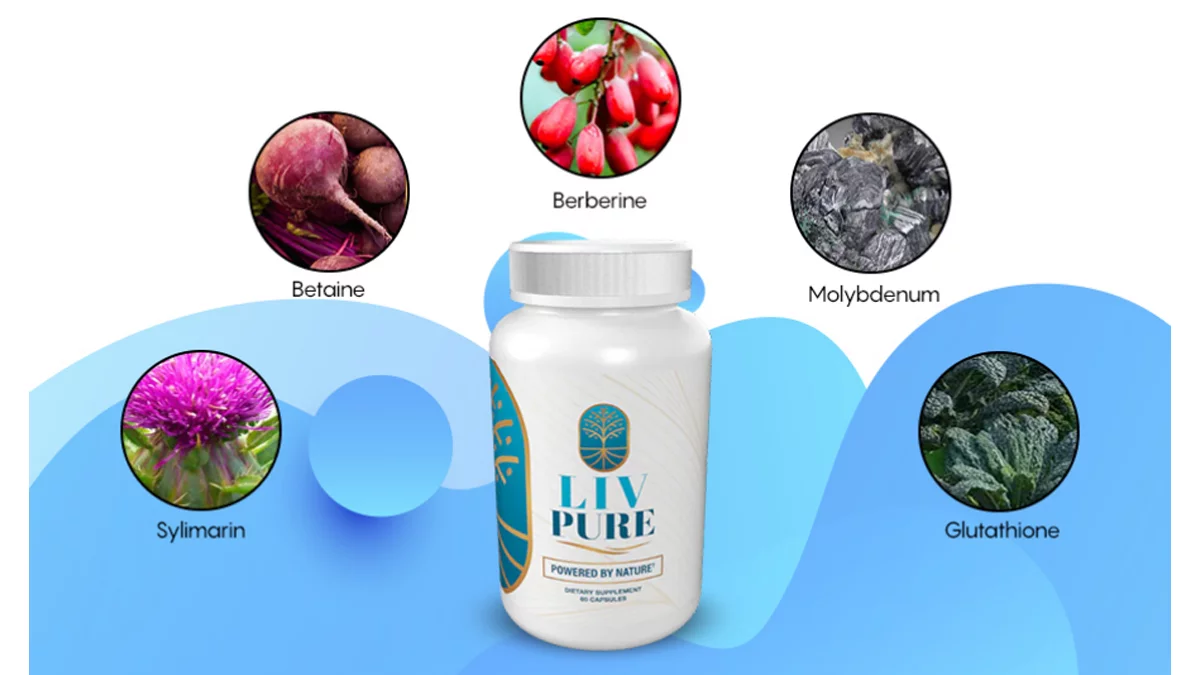 Berberine
Betaine
Molybdenum
Sylimarin
Glutathione
LIV
PURE
POWERED BY NATURE†
DIETARY SUPPLEMENT
60 CAPSULES